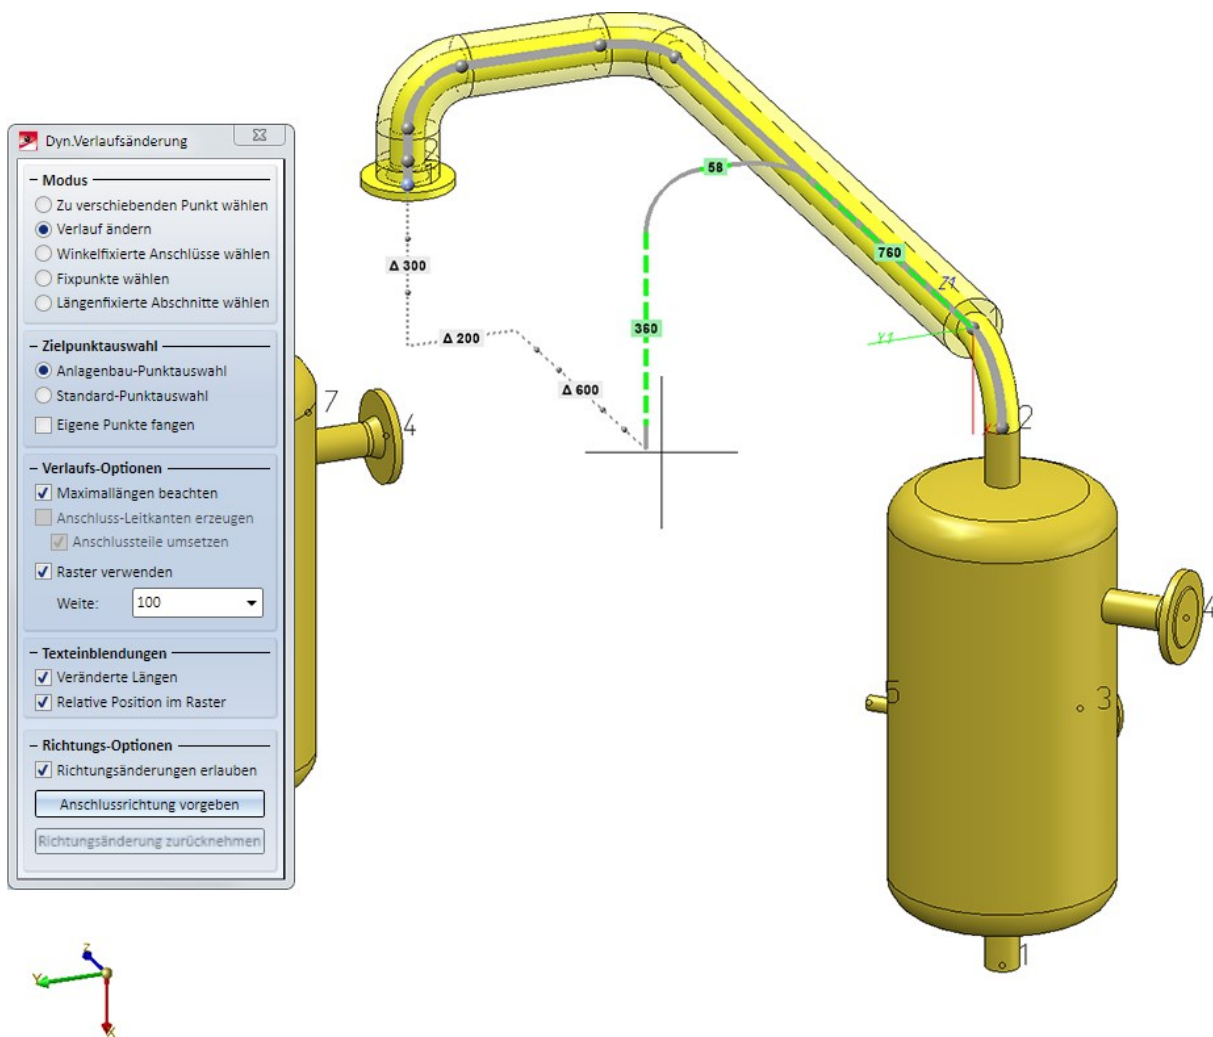 Dyn.Verlaufsänderung
Modus
Zu verschiebenden Punkt wählen
Verlauf ändern
Winkelfixierte Anschlüsse wählen
Fixpunkte wählen
Längenfixierte Abschnitte wählen
Zielpunktauswahl
Anlagenbau-Punktauswahl
Standard-Punktauswahl
Eigene Punkte fangen
Verlaufs-Optionen
Maximallängen beachten
Anschluss-Leitkanten erzeugen
Anschlussteile umsetzen
Raster verwenden
Weite: 100
Texteinblendungen
Veränderte Längen
Relative Position im Raster
Richtungs-Optionen
Richtungsänderungen erlauben
Anschlussrichtung vorgeben
Richtungsänderung zurücknehmen
58
Δ 300
760
Z1
Δ 200
360
Y1
Δ 600
7
4
X
2
4
5
3
1
Z
Y
X